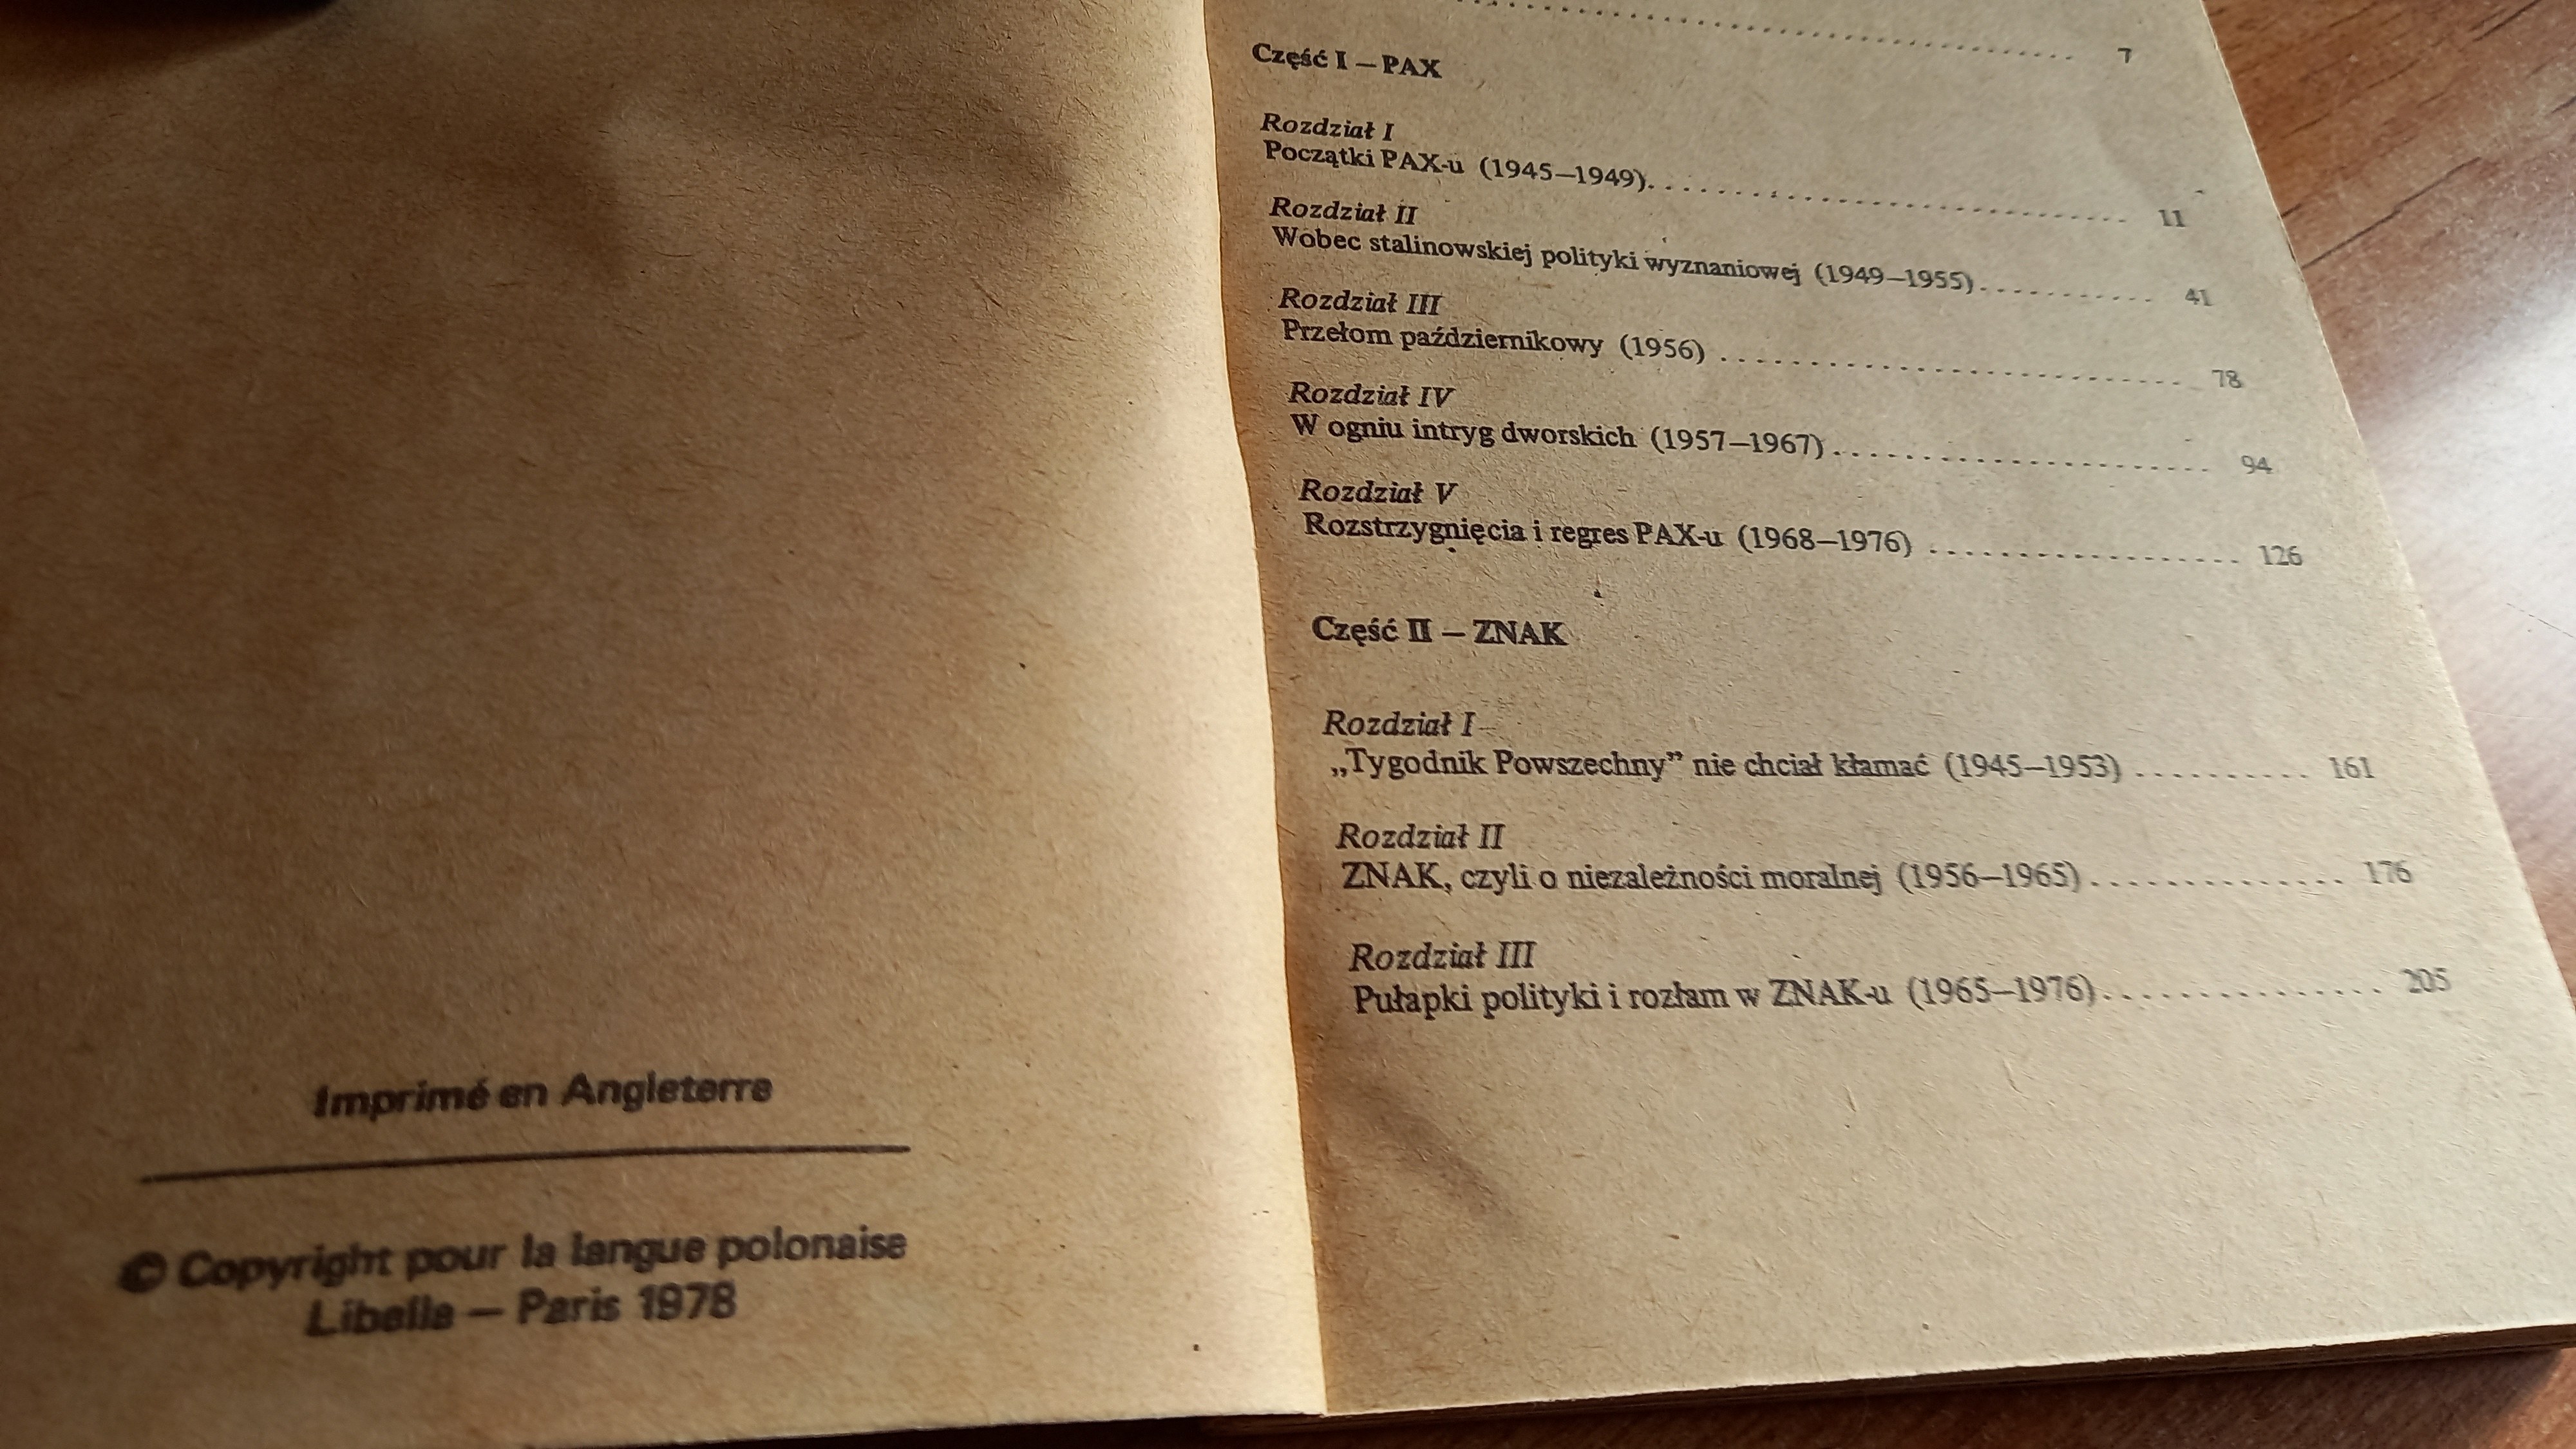 Imprimé en Angleterre
© Copyright pour la langue polonaise
Libella — Paris 1978
. . . . . . . . . . 7
Część I — PAX
Rozdział I
Początki PAX-u (1945—1949). . . . . . . . . . 11
Rozdział II
Wobec stalinowskiej polityki wyznaniowej (1949—1955). . . . . . . . . . 41
Rozdział III
Przełom październikowy (1956) . . . . . . . . . . 78
Rozdział IV
W ogniu intryg dworskich (1957—1967). . . . . . . . . . 94
Rozdział V
Rozstrzygnięcia i regres PAX-u (1968—1976) . . . . . . . . . . 126
Część II — ZNAK
Rozdział I
„Tygodnik Powszechny” nie chciał kłamać (1945—1953) . . . . . . . . . . 161
Rozdział II
ZNAK, czyli o niezależności moralnej (1956—1965). . . . . . . . . . 176
Rozdział III
Pułapki polityki i rozłam w ZNAK-u (1965—1976). . . . . . . . . . 205